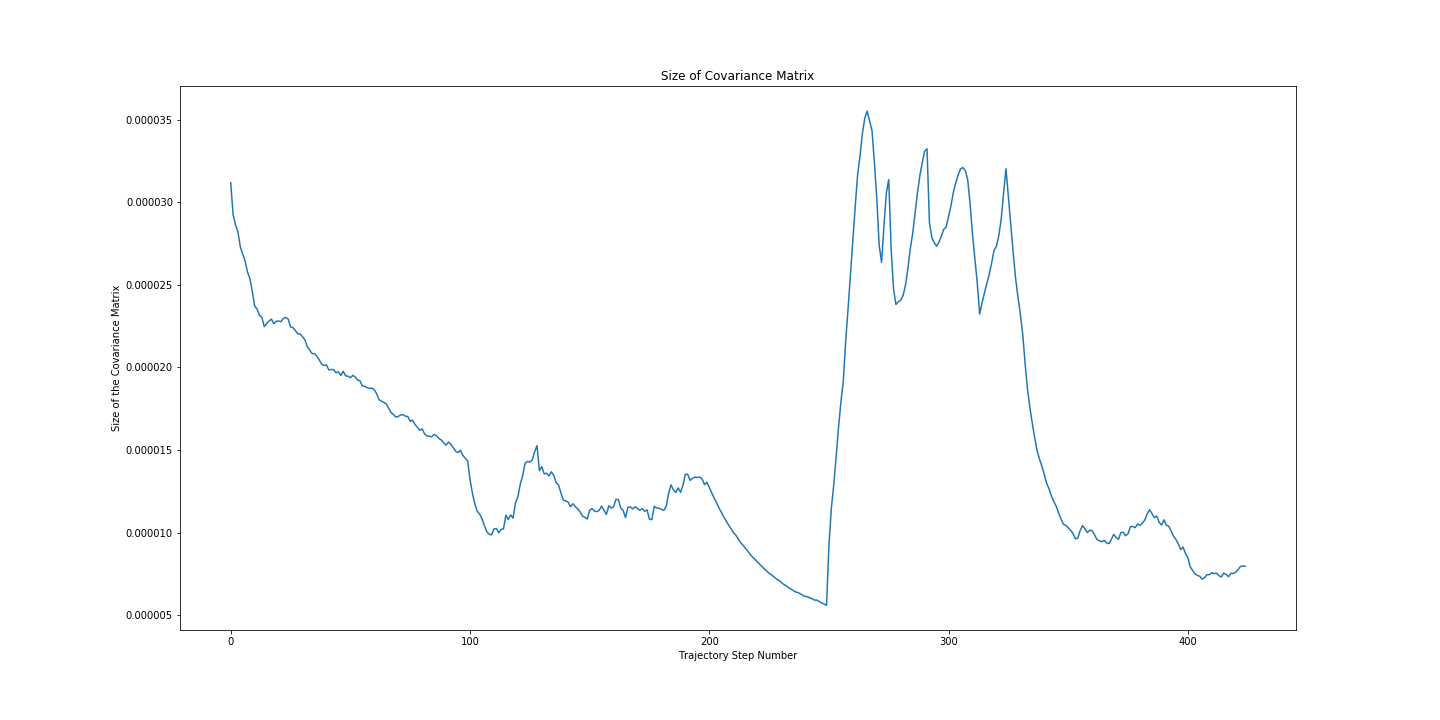 Size of Covariance Matrix
0.000035
0.000030
0.000025
0.000020
0.000015
0.000010
0.000005
Size of the Covariance Matrix
0 100 200 300 400
Trajectory Step Number